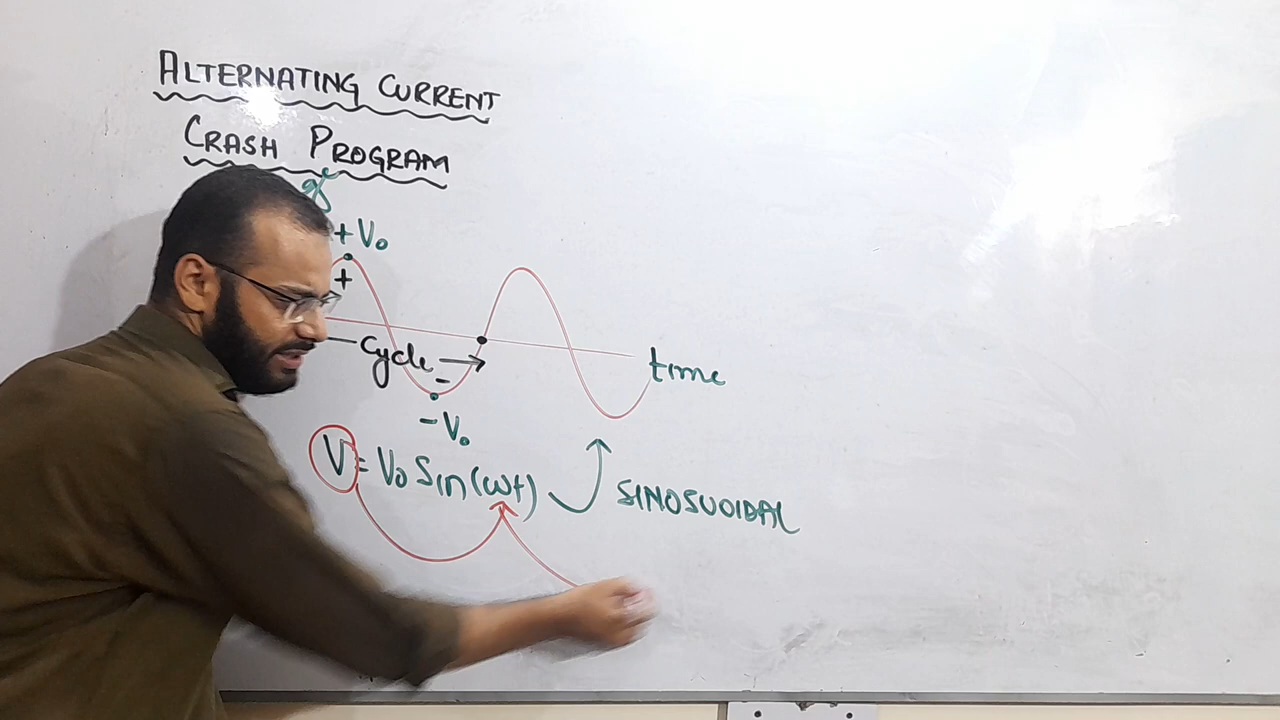 ALTERNATING CURRENT
CRASH PROGRAM
+V₀
+
Cycle
time
-
-V₀
V = V₀ Sin(ωt)
SINOSUOIDAL